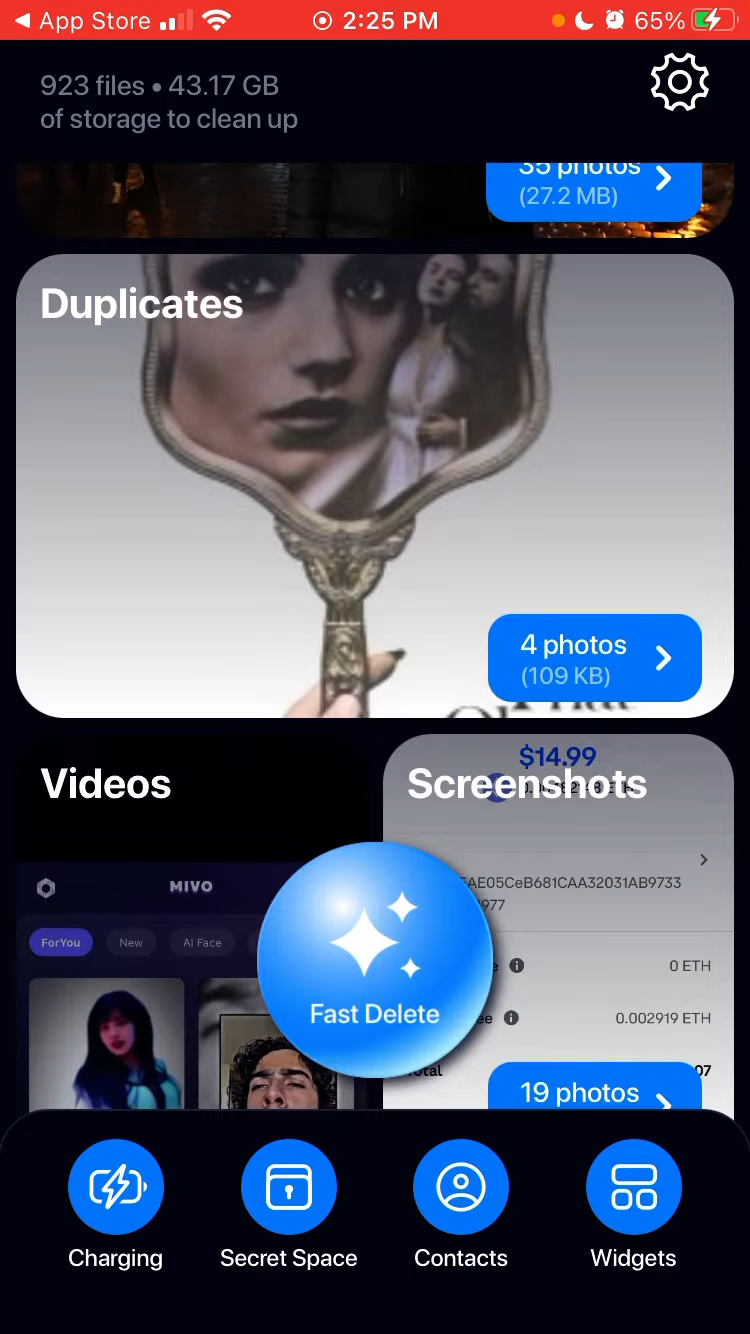 App Store
2:25 PM
65%
923 files • 43.17 GB
of storage to clean up
35 photos
(27.2 MB)
Duplicates
4 photos
(109 KB)
Videos
Screenshots
$14.99
ETH
MIVO
AE05CeB681CAA32031AB9733
977
ForYou
New
AI Face
0 ETH
0.002919 ETH
Fast Delete
07
19 photos
Charging
Secret Space
Contacts
Widgets